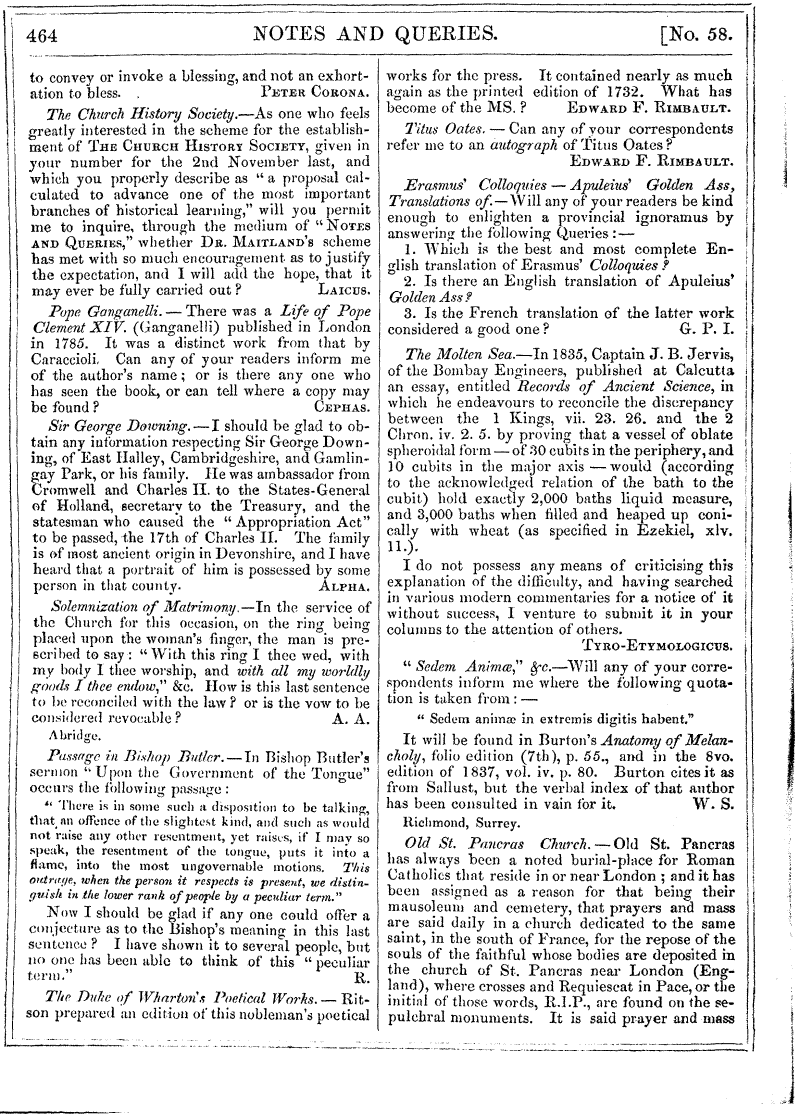 464 NOTES AND QUERIES. [No. 58.
to convey or invoke a blessing, and not an exhort-
ation to bless. . PETER CORONA.
The Church History Society.—As one who feels
greatly interested in the scheme for the establish-
ment of THE CHURCH HISTORY SOCIETY, given in
your number for the 2nd November last, and
which you properly describe as "a proposal cal-
culated to advance one of the most important
branches of historical learning," will you permit
me to inquire, through the medium of "NOTES
AND QUERIES," whether DR. MAITLAND'S scheme
has met with so much encouragement as to justify
the expectation, and I will add the hope, that it
may ever be fully carried out? LAICUS.
Pope Ganganelli. — There was a Life of Pope
Clement XIV. (Ganganelli) published in London
in 1785. It was a distinct work from that by
Caraccioli. Can any of your readers inform me
of the author's name; or is there any one who
has seen the book, or can tell where a copy may
be found? CEPHAS.
Sir George Downing.—I should be glad to ob-
tain any information respecting Sir George Down-
ing, of East Halley, Cambridgeshire, and Gamlin-
gay Park, or his family. He was ambassador from
Cromwell and Charles II. to the States-General
of Holland, secretary to the Treasury, and the
statesman who caused the "Appropriation Act"
to be passed, the 17th of Charles II. The family
is of most ancient origin in Devonshire, and I have
heard that a portrait of him is possessed by some
person in that county. ALPHA.
Solemnization of Matrimony.—In the service of
the Church for this occasion, on the ring being
placed upon the woman's finger, the man is pre-
scribed to say: "With this ring I thee wed, with
my body I thee worship, and with all my worldly
goods I thee endow," &c. How is this last sentence
to be reconciled with the law? or is the vow to be
considered revocable? A. A.
Abridge.
Passage in Bishop Butler.—In Bishop Butler's
sermon "Upon the Government of the Tongue"
occurs the following passage:
"There is in some such a disposition to be talking,
that an offence of the slightest kind, and such as would
not raise any other resentment, yet raises, if I may so
speak, the resentment of the tongue, puts it into a
flame, into the most ungovernable motions. This
outrage, when the person it respects is present, we distin-
guish in the lower rank of people by a peculiar term."
Now I should be glad if any one could offer a
conjecture as to the Bishop's meaning in this last
sentence? I have shown it to several people, but
no one has been able to think of this "peculiar
term." R.
The Duke of Wharton's Poetical Works. — Rit-
son prepared an edition of this nobleman's poetical
works for the press. It contained nearly as much
again as the printed edition of 1732. What has
become of the MS.? EDWARD F. RIMBAULT.
Titus Oates. — Can any of your correspondents
refer me to an autograph of Titus Oates?
EDWARD F. RIMBAULT.
Erasmus' Colloquies — Apuleius' Golden Ass,
Translations of.—Will any of your readers be kind
enough to enlighten a provincial ignoramus by
answering the following Queries:—
1. Which is the best and most complete En-
glish translation of Erasmus' Colloquies?
2. Is there an English translation of Apuleius'
Golden Ass?
3. Is the French translation of the latter work
considered a good one? G. P. I.
The Molten Sea.—In 1835, Captain J. B. Jervis,
of the Bombay Engineers, published at Calcutta
an essay, entitled Records of Ancient Science, in
which he endeavours to reconcile the discrepancy
between the 1 Kings, vii. 23. 26. and the 2
Chron. iv. 2. 5. by proving that a vessel of oblate
spheroidal form — of 30 cubits in the periphery, and
10 cubits in the major axis — would (according
to the acknowledged relation of the bath to the
cubit) hold exactly 2,000 baths liquid measure,
and 3,000 baths when filled and heaped up coni-
cally with wheat (as specified in Ezekiel, xlv.
11.).
I do not possess any means of criticising this
explanation of the difficulty, and having searched
in various modern commentaries for a notice of it
without success, I venture to submit it in your
columns to the attention of others.
TYRO-ETYMOLOGICUS.
"Sedem Animæ," &c.—Will any of your corre-
spondents inform me where the following quota-
tion is taken from: —
"Sedem animæ in extremis digitis habent."
It will be found in Burton's Anatomy of Melan-
choly, folio edition (7th), p. 55., and in the 8vo.
edition of 1837, vol. iv. p. 80. Burton cites it as
from Sallust, but the verbal index of that author
has been consulted in vain for it. W. S.
Richmond, Surrey.
Old St. Pancras Church. — Old St. Pancras
has always been a noted burial-place for Roman
Catholics that reside in or near London; and it has
been assigned as a reason for that being their
mausoleum and cemetery, that prayers and mass
are said daily in a church dedicated to the same
saint, in the south of France, for the repose of the
souls of the faithful whose bodies are deposited in
the church of St. Pancras near London (Eng-
land), where crosses and Requiescat in Pace, or the
initial of those words, R.I.P., are found on the se-
pulchral monuments. It is said prayer and mass